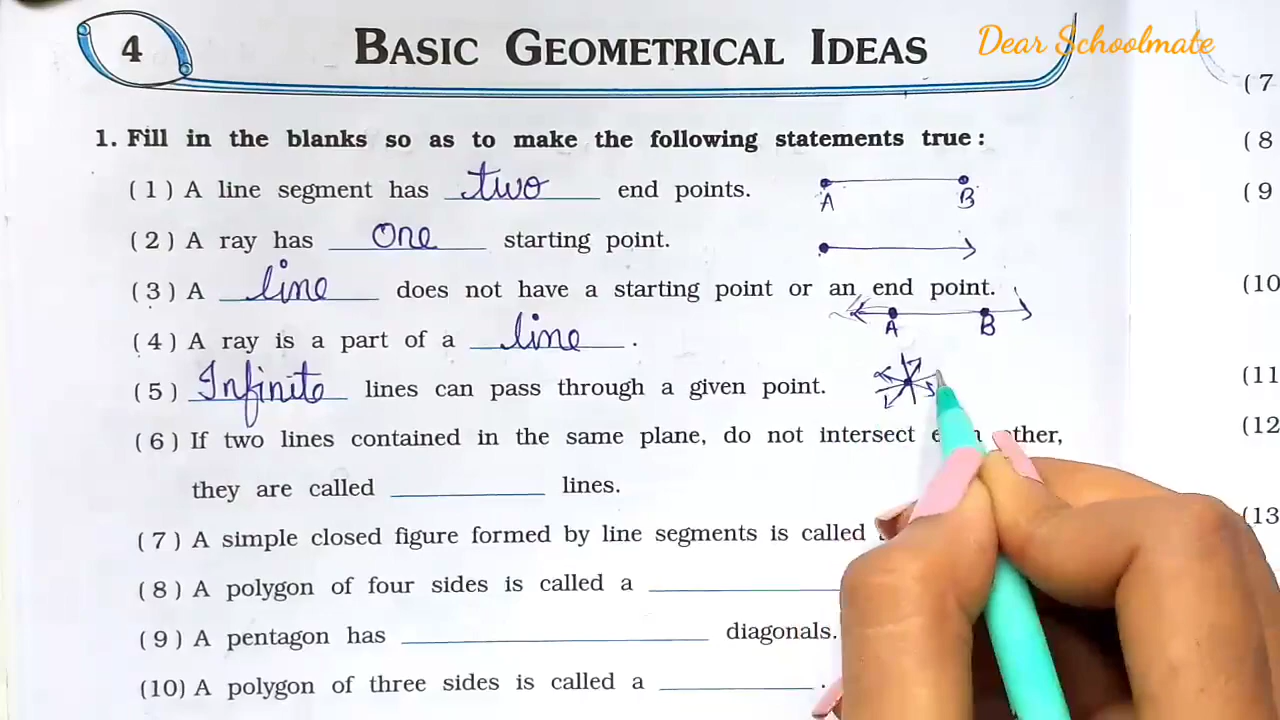 4 BASIC GEOMETRICAL IDEAS Dear Schoolmate
1. Fill in the blanks so as to make the following statements true :
(1) A line segment has two end points.
A B
(2) A ray has one starting point.
(3) A line does not have a starting point or an end point.
A B
(4) A ray is a part of a line .
(5) Infinite lines can pass through a given point.
(6) If two lines contained in the same plane, do not intersect other,
they are called ________ lines.
(7) A simple closed figure formed by line segments is called
(8) A polygon of four sides is called a ________
(9) A pentagon has ________ diagonals.
(10) A polygon of three sides is called a ________ .
(7
(8
(9
(10
(11
(12
(13